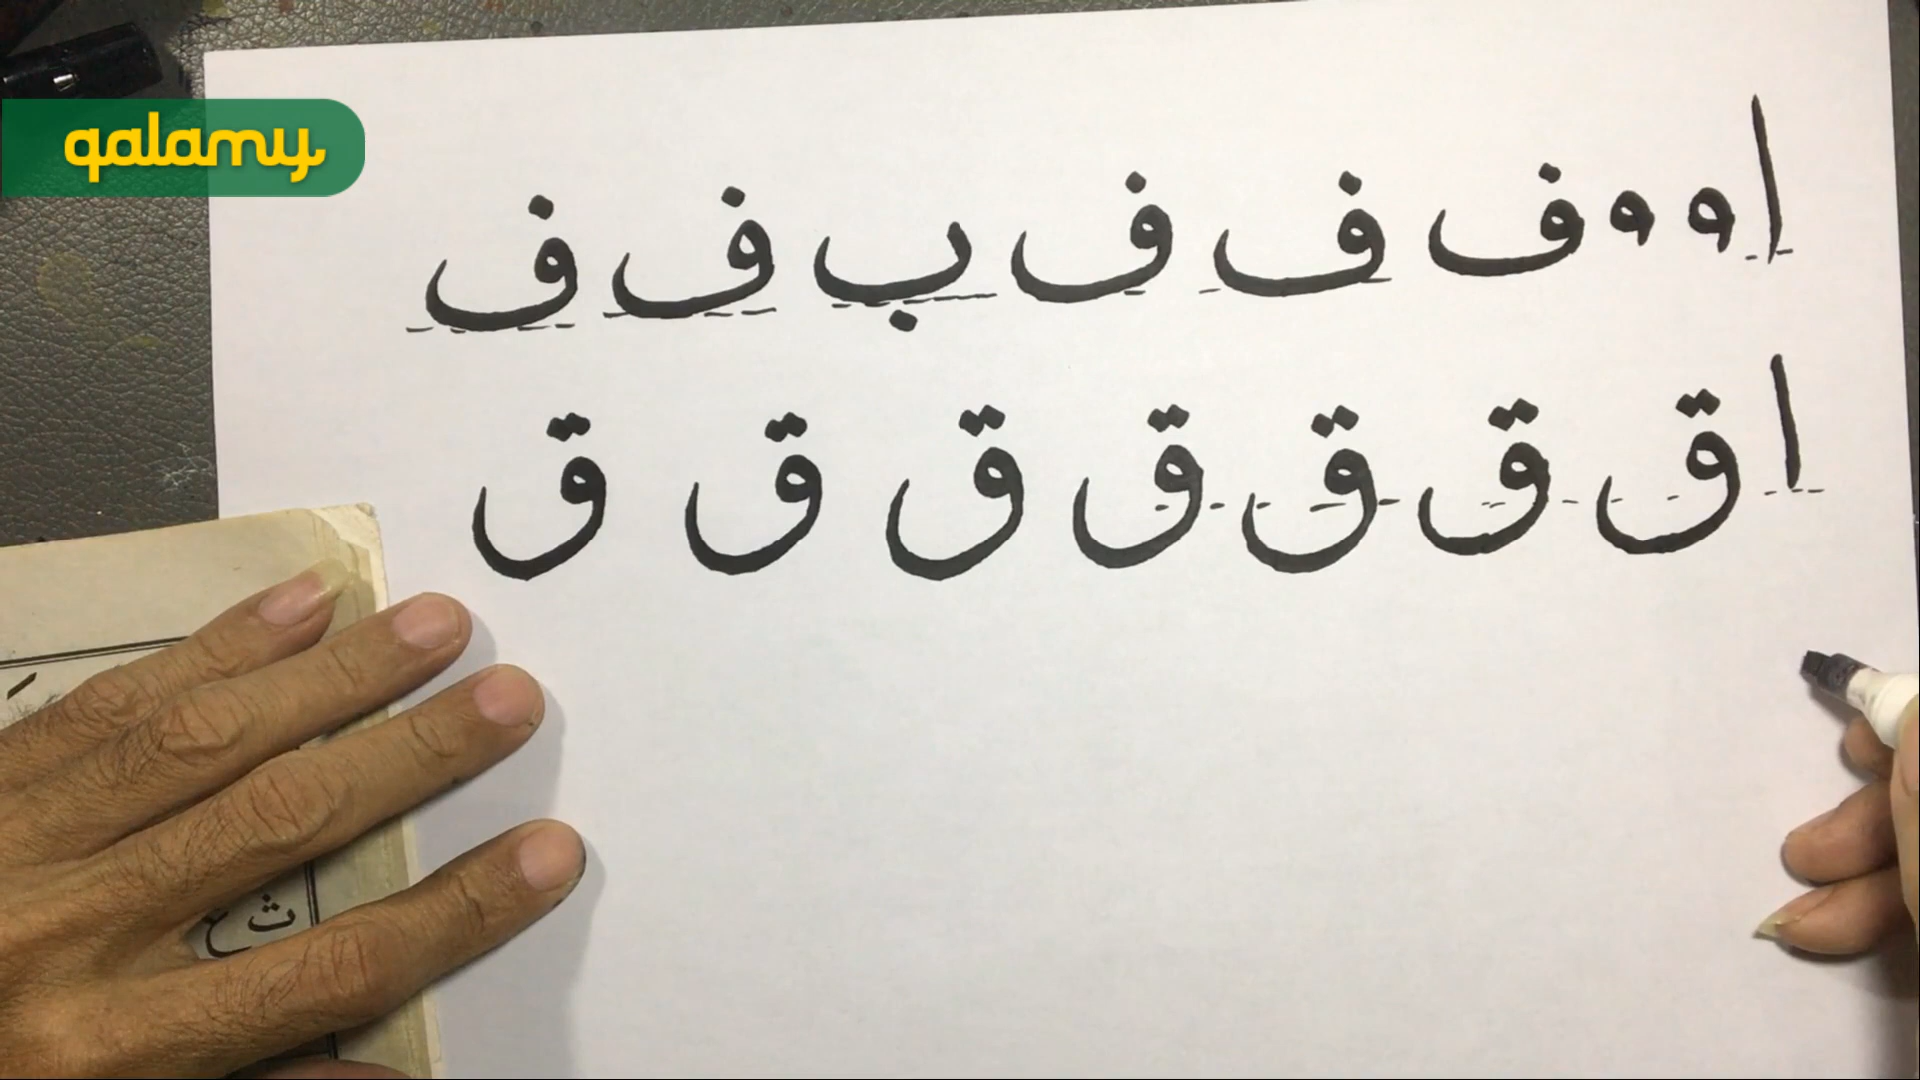 qalamy
ا و و ف ف ف ب ف ف
ا ق ق ق ق ق ق ق
ث